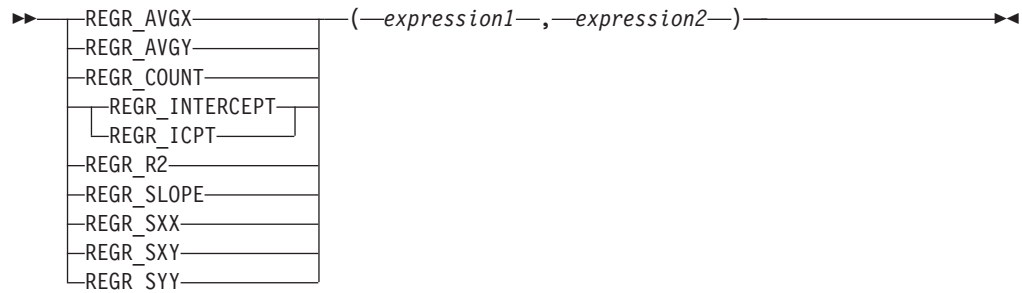 REGR_AVGX ( expression1 , expression2 )
REGR_AVGY
REGR_COUNT
REGR_INTERCEPT
REGR_ICPT
REGR_R2
REGR_SLOPE
REGR_SXX
REGR_SXY
REGR_SYY